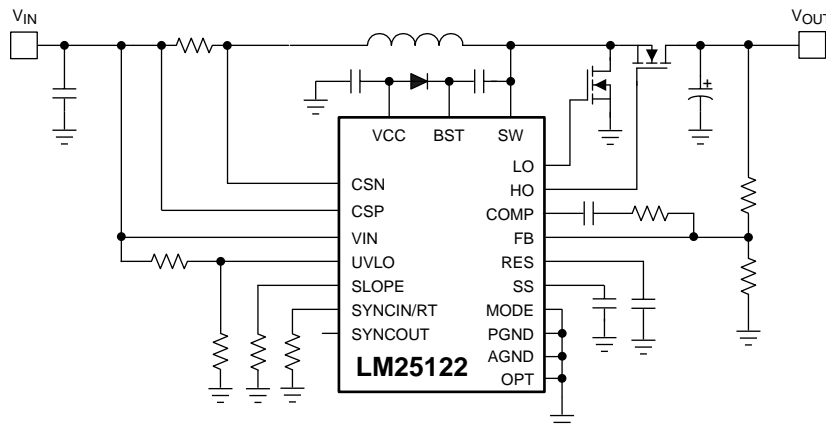 VIN
VOUT
VCC BST SW
LO
HO
COMP
FB
RES
SS
MODE
PGND
AGND
OPT
CSN
CSP
VIN
UVLO
SLOPE
SYNCIN/RT
SYNCOUT
LM25122
+